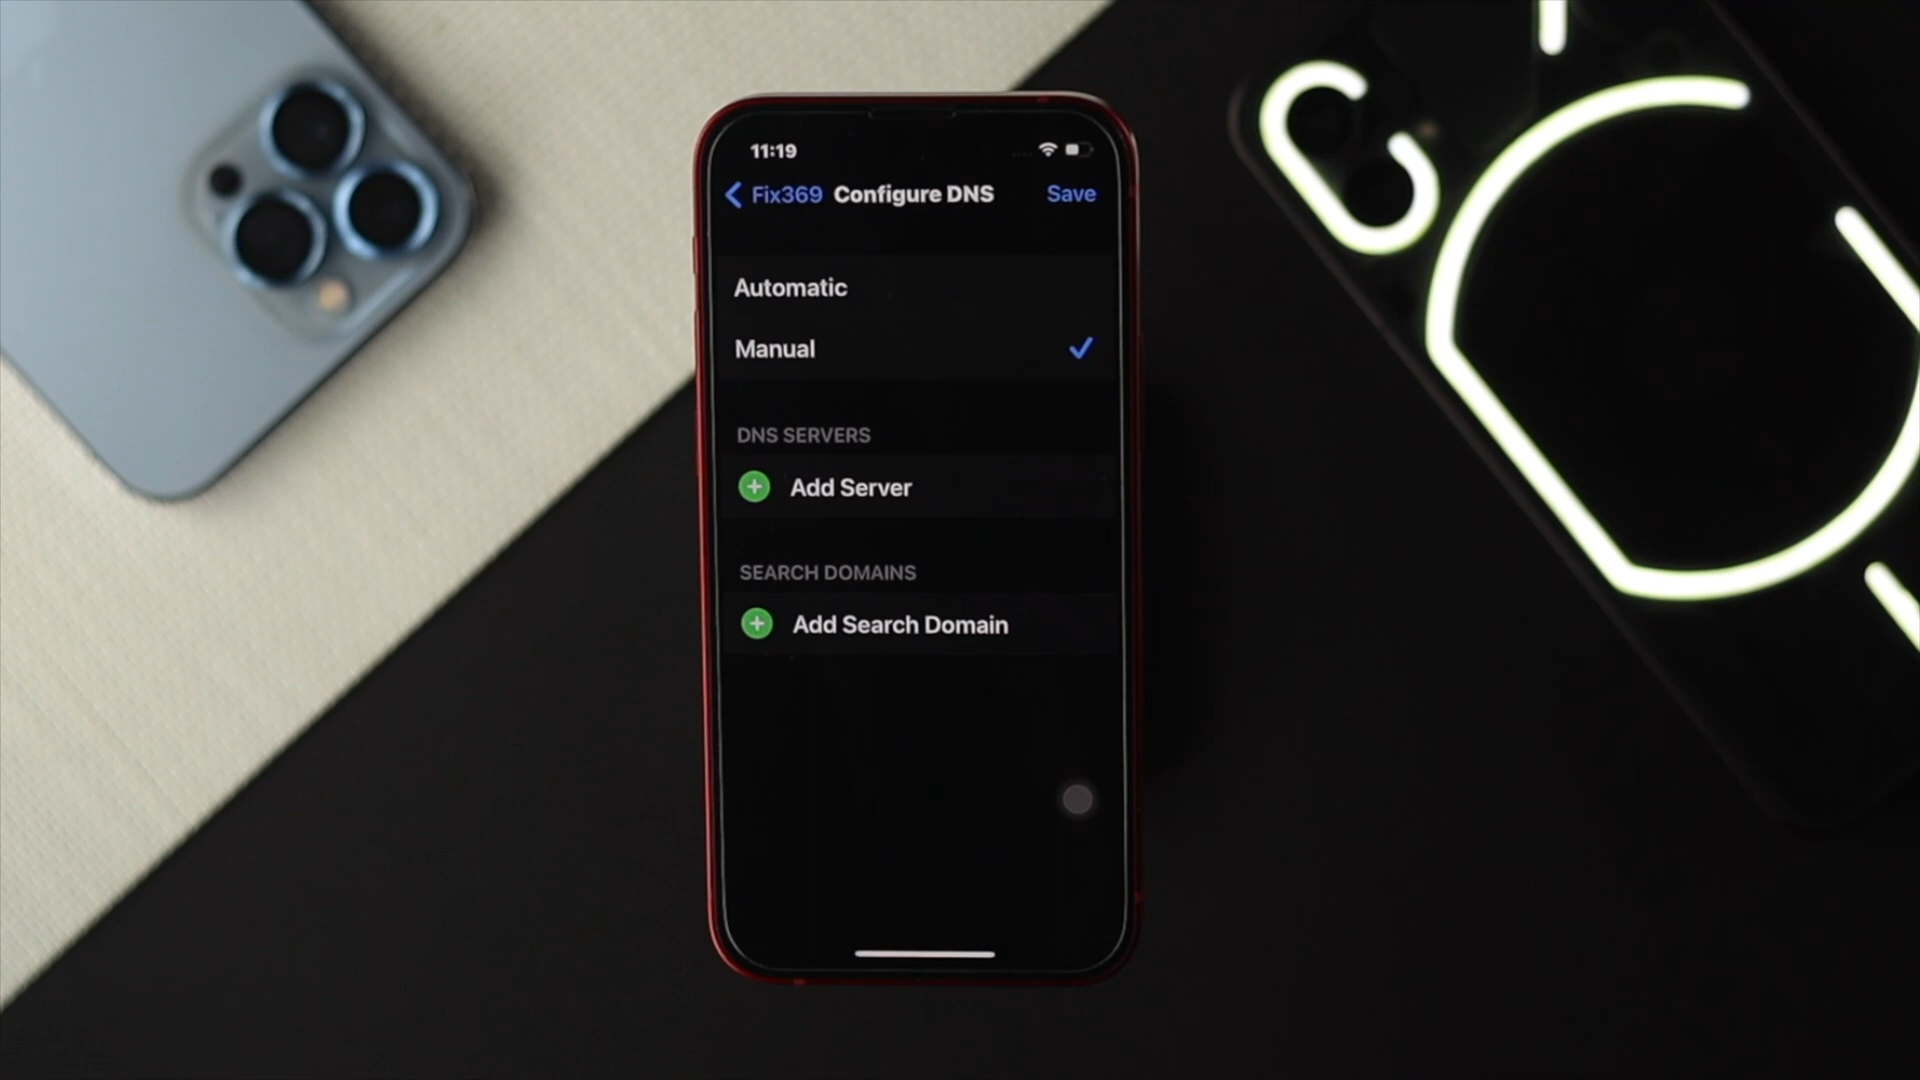 11:19
Fix369 Configure DNS Save
Automatic
Manual
DNS SERVERS
Add Server
SEARCH DOMAINS
Add Search Domain